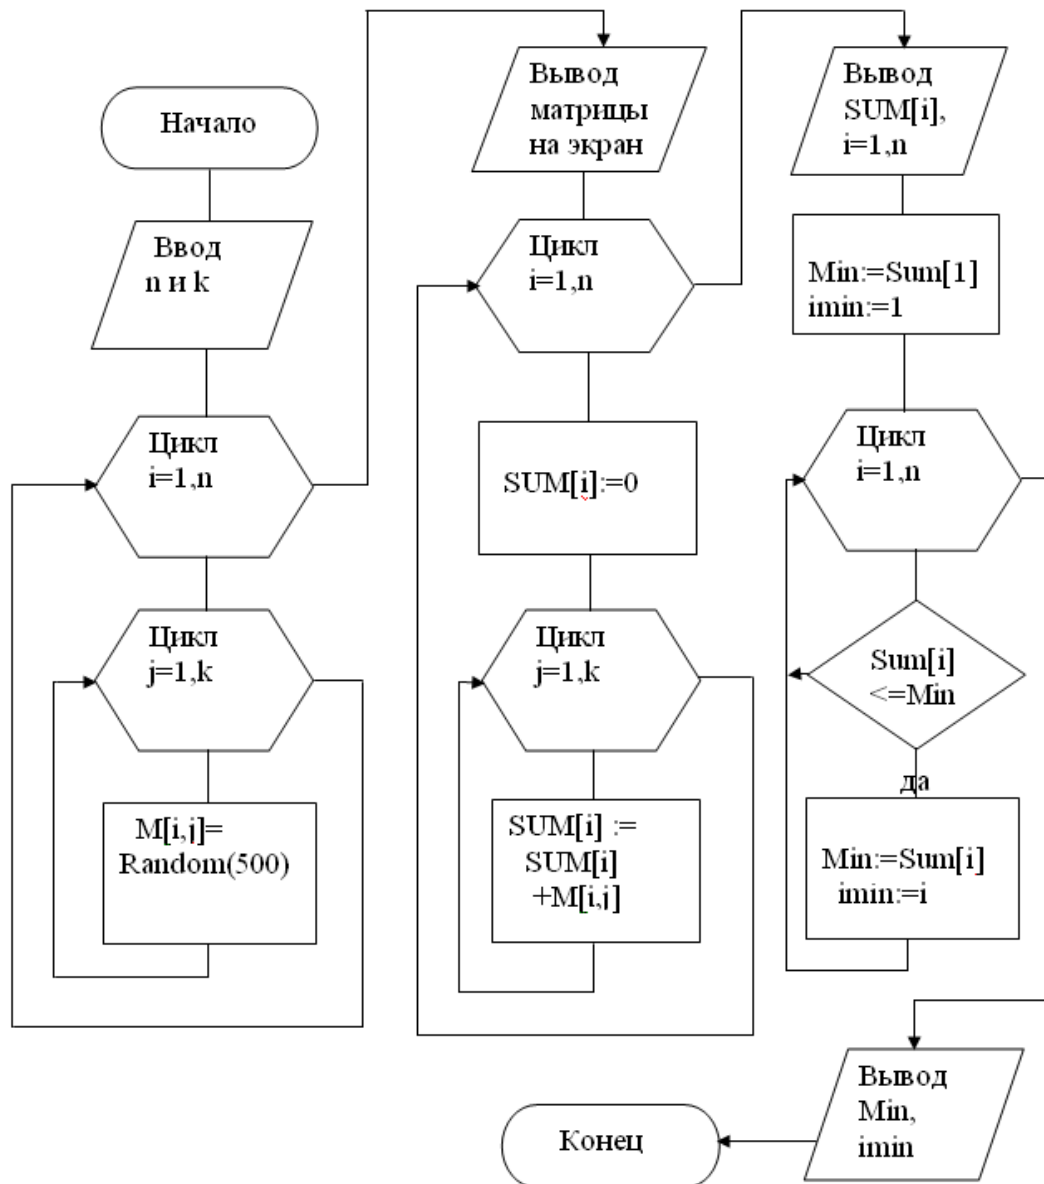 Начало
Ввод
n и k
Цикл
i=1,n
Цикл
j=1,k
M[i,j]=
Random(500)
Вывод
матрицы
на экран
Цикл
i=1,n
SUM[i]:=0
Цикл
j=1,k
SUM[i] :=
SUM[i]
+M[i,j]
Вывод
SUM[i],
i=1,n
Min:=Sum[1]
imin:=1
Цикл
i=1,n
Sum[i]
<=Min
да
Min:=Sum[i]
imin:=i
Вывод
Min,
imin
Конец